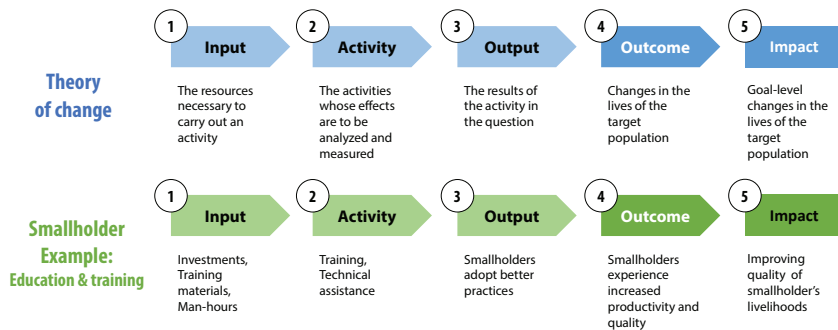 Theory
of change
1
Input
The resources
necessary to
carry out an
activity
2
Activity
The activities
whose effects
are to be
analyzed and
measured
3
Output
The results of
the activity in
the question
4
Outcome
Changes in the
lives of the
target
population
5
Impact
Goal-level
changes in the
lives of the
target
population
Smallholder
Example:
Education & training
1
Input
Investments,
Training
materials,
Man-hours
2
Activity
Training,
Technical
assistance
3
Output
Smallholders
adopt better
practices
4
Outcome
Smallholders
experience
increased
productivity and
quality
5
Impact
Improving
quality of
smallholder's
livelihoods